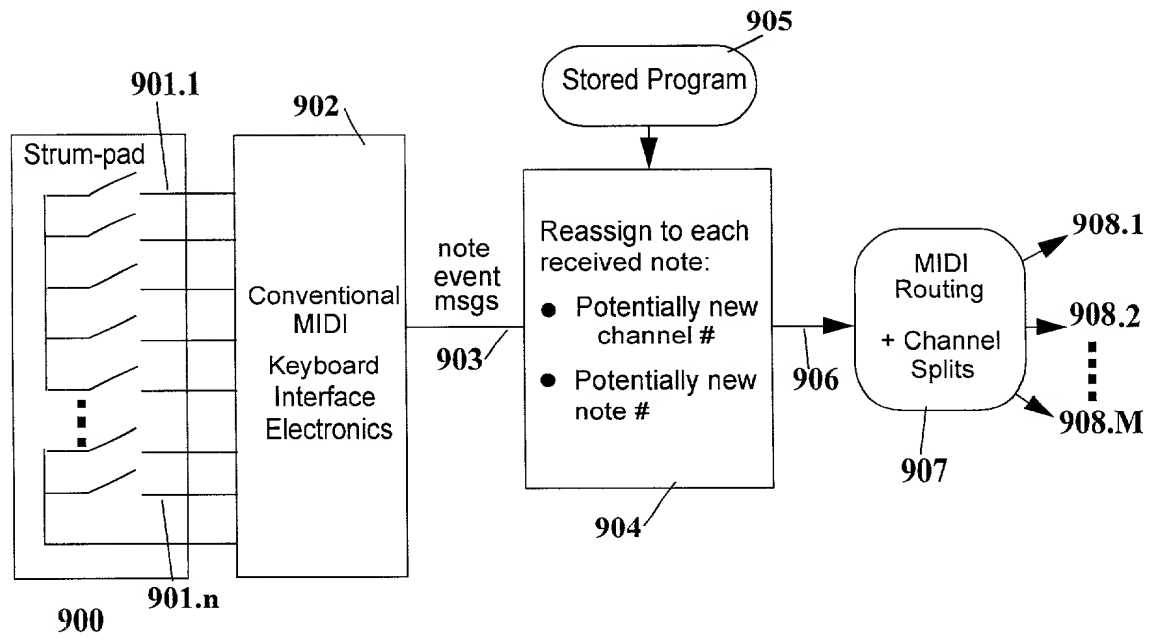 905
Stored Program
901.1
902
Strum-pad
Conventional
MIDI
Keyboard
Interface
Electronics
note
event
msgs
903
Reassign to each
received note:
● Potentially new
channel #
● Potentially new
note #
904
906
MIDI
Routing
+ Channel
Splits
907
908.1
908.2
908.M
901.n
900